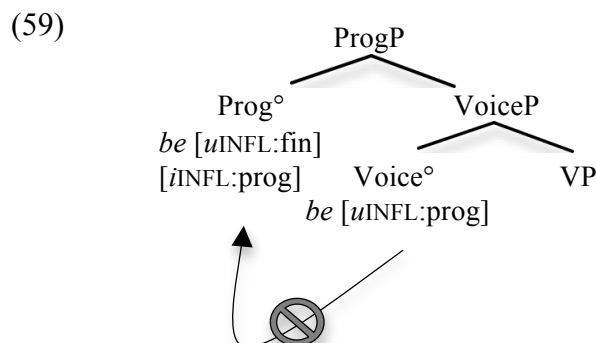 (59)
ProgP
Prog° VoiceP
be [uINFL:fin]
[iINFL:prog] Voice° VP
be [uINFL:prog]